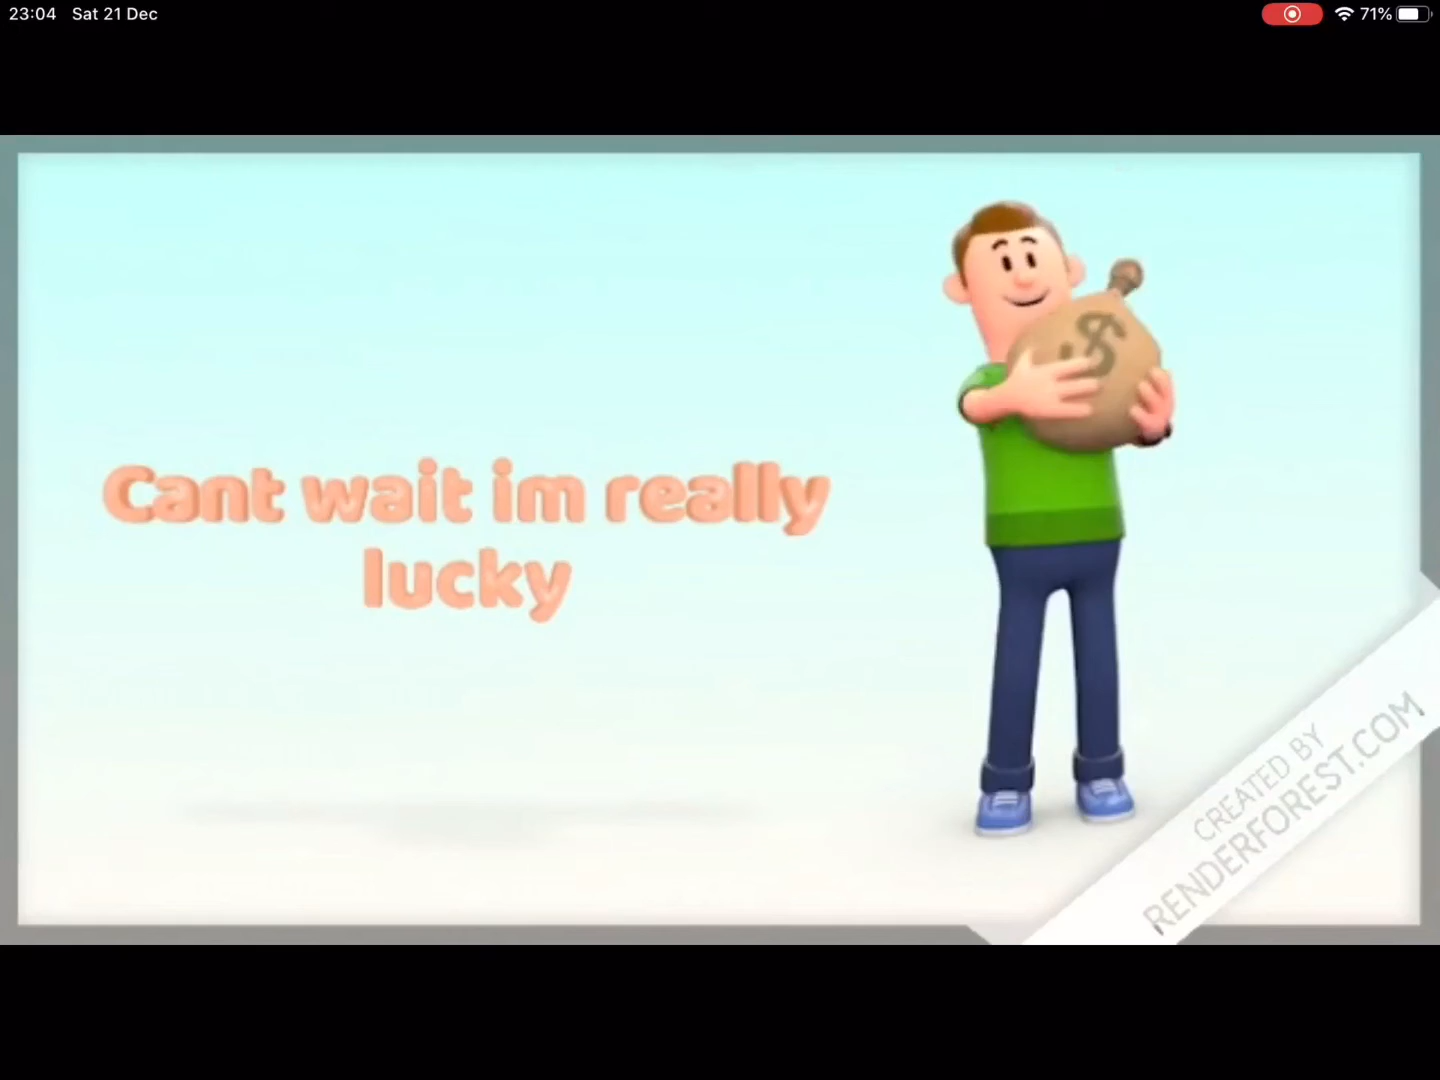 23:04 Sat 21 Dec
71%
$
Cant wait im really
lucky
CREATED BY
RENDERFOREST.COM